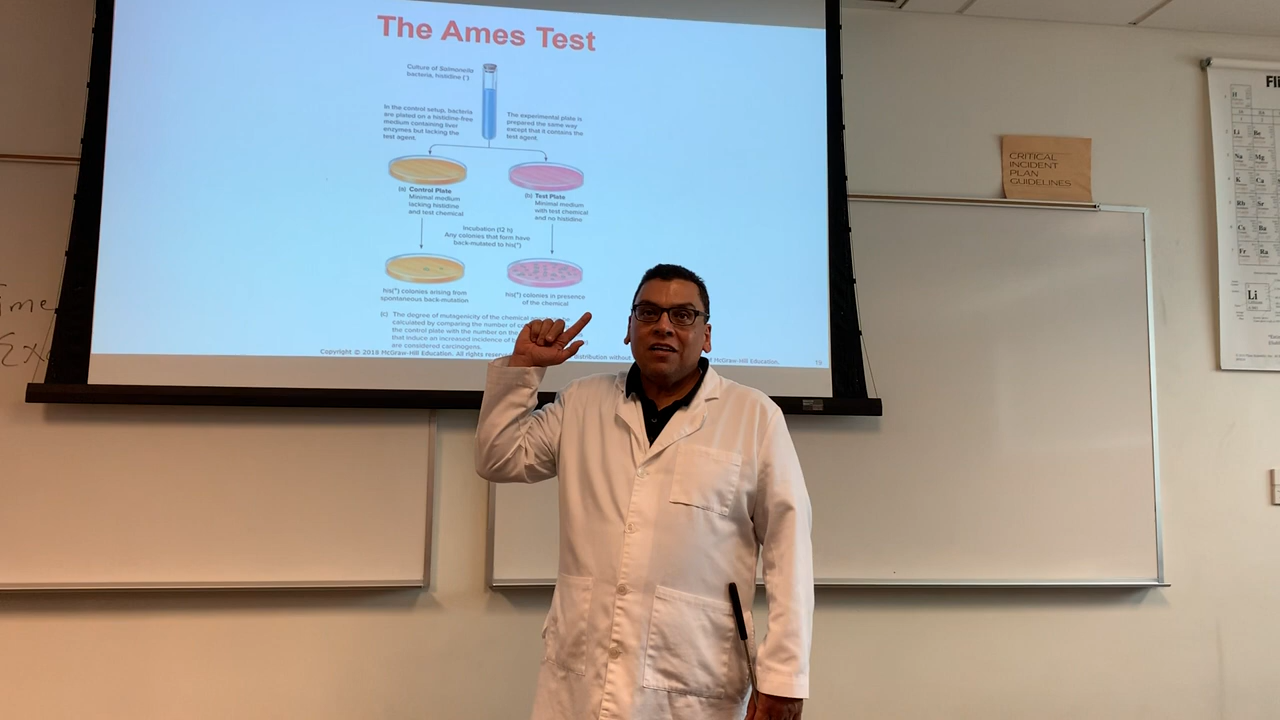 The Ames Test
Culture of Salmonella
bacteria, histidine (-)
In the control setup, bacteria
are plated on a histidine-free
medium containing liver
enzymes but lacking the
test agent.
The experimental plate is
prepared the same way
except that it contains the
test agent.
(a) Control Plate
Minimal medium
lacking histidine
and test chemical
(b) Test Plate
Minimal medium
with test chemical
and no histidine
Incubation (12 h)
Any colonies that form have
back-mutated to his(+)
his(+) colonies arising from
spontaneous back-mutation
his(+) colonies in presence
of the chemical
(c) The degree of mutagenicity of the chemical
calculated by comparing the number of
the control plate with the number on the
that induce an increased incidence of
are considered carcinogens.
Copyright © 2018 McGraw-Hill Education. All rights
distribution without
McGraw-Hill Education.
19
CRITICAL
INCIDENT
PLAN
GUIDELINES
Fli
H
Li Be
Na Mg
K Ca
Rb Sr
Cs Ba
Fr Ra
Li